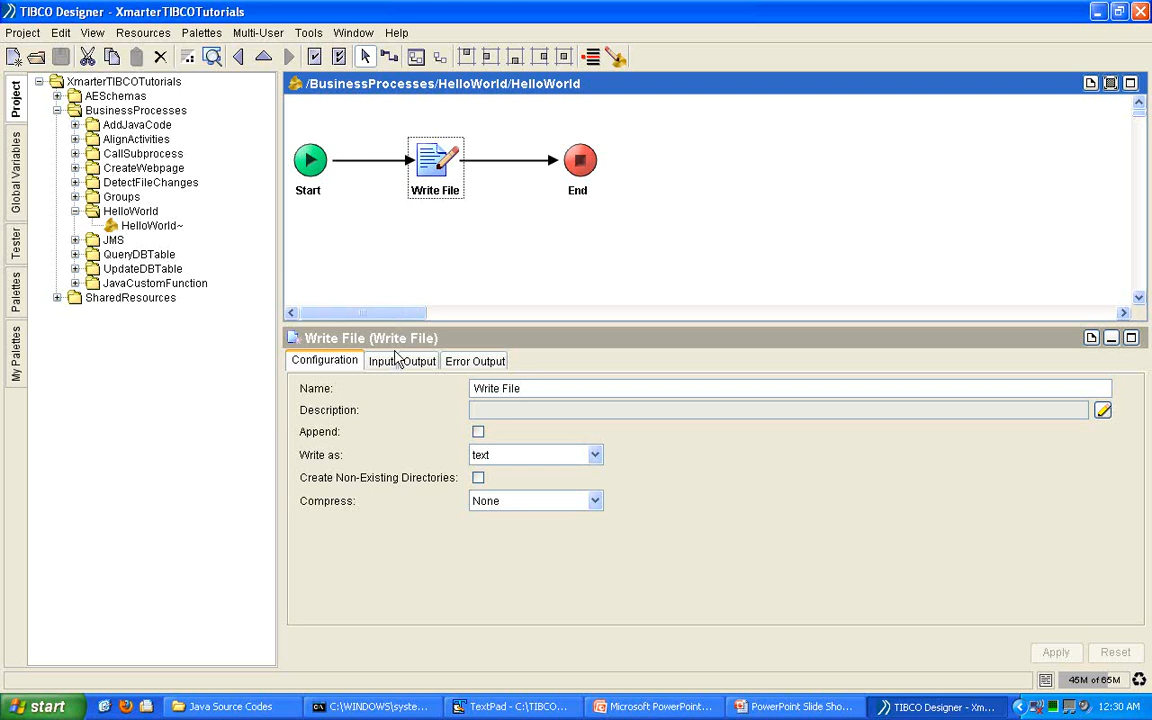 TIBCO Designer - XmarterTIBCOTutorials
Project Edit View Resources Palettes Multi-User Tools Window Help
Project
Global Variables
Tester
Palettes
My Palettes
XmarterTIBCOTutorials
AESchemas
BusinessProcesses
AddJavaCode
AlignActivities
CallSubprocess
CreateWebpage
DetectFileChanges
Groups
HelloWorld
HelloWorld~
JMS
QueryDBTable
UpdateDBTable
JavaCustomFunction
SharedResources
/BusinessProcesses/HelloWorld/HelloWorld
Start Write File End
Write File (Write File)
Configuration Input Output Error Output
Name: Write File
Description:
Append:
Write as: text
Create Non-Existing Directories:
Compress: None
Apply Reset
45M of 65M
start Java Source Codes C:\WINDOWS\syste... TextPad - C:\TIBCO... Microsoft PowerPoint... PowerPoint Slide Sho... TIBCO Designer - Xm... 12:30 AM